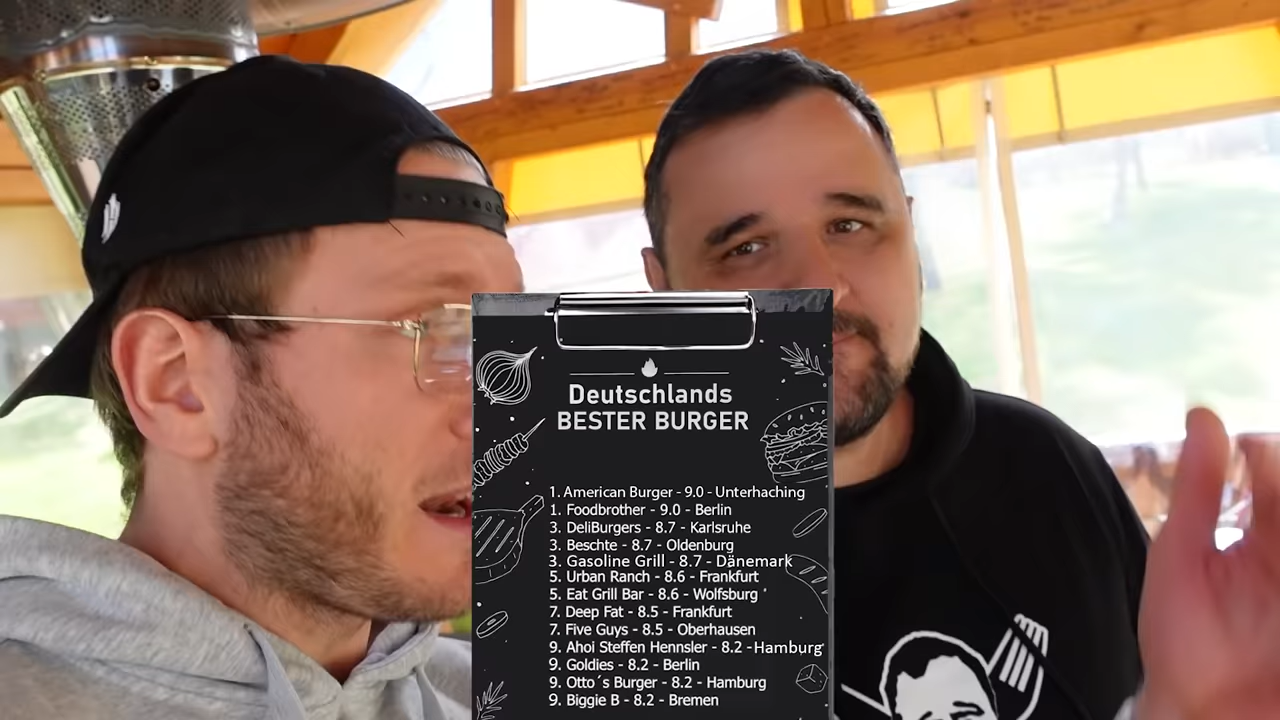 Deutschlands
BESTER BURGER
1. American Burger - 9.0 - Unterhaching
1. Foodbrother - 9.0 - Berlin
3. DeliBurgers - 8.7 - Karlsruhe
3. Beschte - 8.7 - Oldenburg
3. Gasoline Grill - 8.7 - Dänemark
5. Urban Ranch - 8.6 - Frankfurt
5. Eat Grill Bar - 8.6 - Wolfsburg
7. Deep Fat - 8.5 - Frankfurt
7. Five Guys - 8.5 - Oberhausen
9. Ahoi Steffen Hennsler - 8.2 -Hamburg
9. Goldies - 8.2 - Berlin
9. Otto´s Burger - 8.2 - Hamburg
9. Biggie B - 8.2 - Bremen